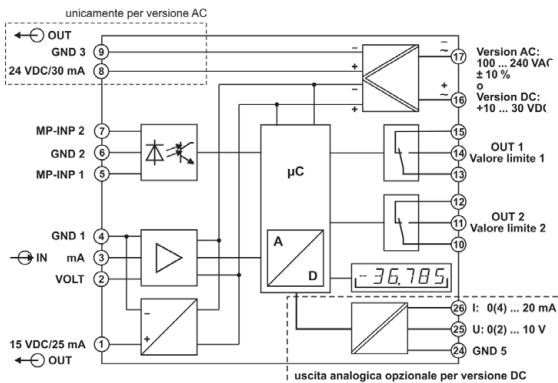 unicamente per versione AC
OUT
GND 3
9
24 VDC/30 mA
8
–
+
–
+
–
~
17
+
~
16
Version AC:
100 ... 240 VAC
± 10 %
o
Version DC:
+10 ... 30 VDC
MP-INP 2
7
GND 2
6
MP-INP 1
5
µC
15
14
13
OUT 1
Valore limite 1
12
11
10
OUT 2
Valore limite 2
GND 1
4
IN
mA
3
VOLT
2
A
D
-36.785
–
+
15 VDC/25 mA
1
OUT
26
I: 0(4) ... 20 mA
25
U: 0(2) ... 10 V
24
GND 5
uscita analogica opzionale per versione DC